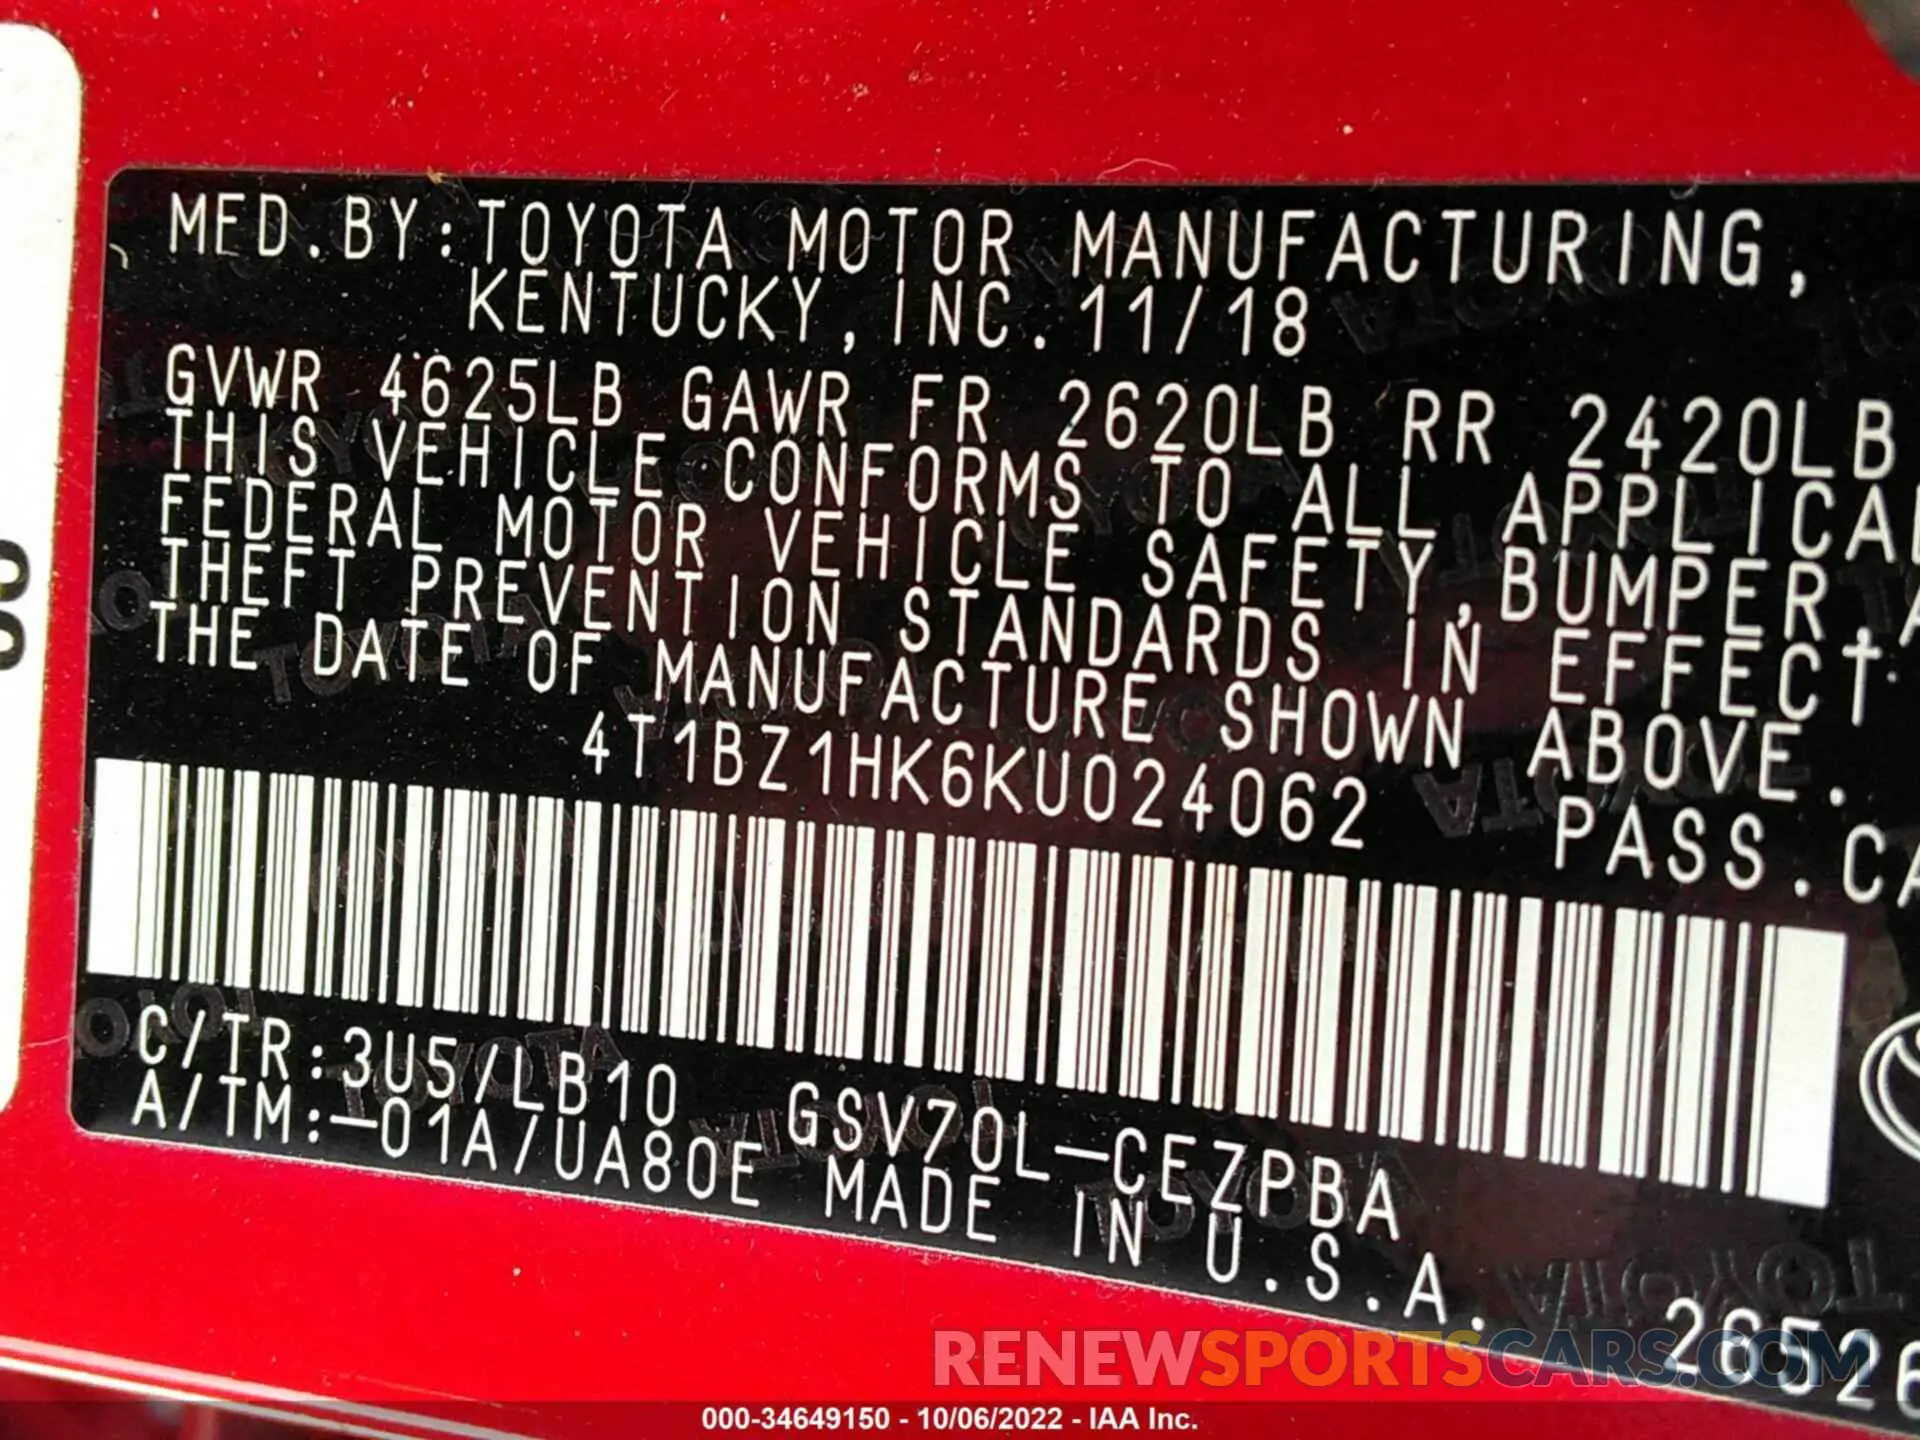 MFD.BY:TOYOTA MOTOR MANUFACTURING,
KENTUCKY,INC.11/18
GVWR 4625LB GAWR FR 2620LB RR 2420LB
THIS VEHICLE CONFORMS TO ALL APPLICA
FEDERAL MOTOR VEHICLE SAFETY,BUMPER,A
THEFT PREVENTION STANDARDS IN EFFECT
THE DATE OF MANUFACTURE SHOWN ABOVE.
4T1BZ1HK6KU024062 PASS.CA
C/TR:3U5/LB10 GSV70L-CEZPBA
A/TM:-01A/UA80E MADE IN U.S.A.
26526
RENEWSPORTSCARS.COM
000-34649150 - 10/06/2022 - IAA Inc.